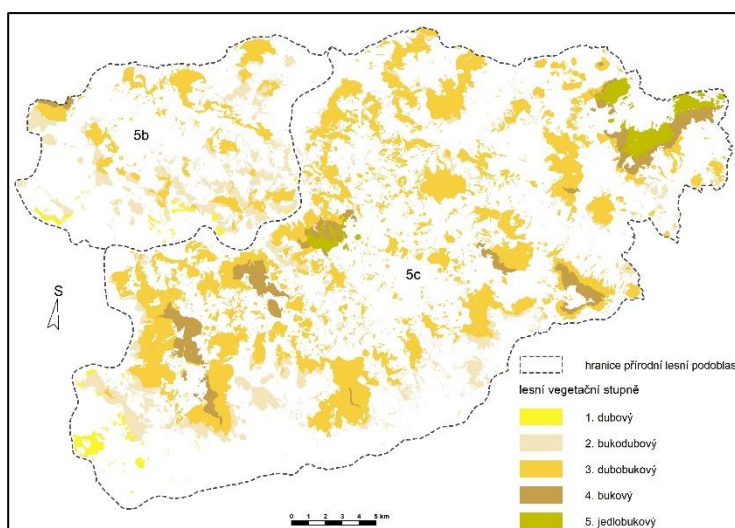 5b
5c
S
0 1 2 3 4 5 km
hranice přírodní lesní podoblas
lesní vegetační stupně
1. dubový
2. bukodubový
3. dubobukový
4. bukový
5. jedlobukový